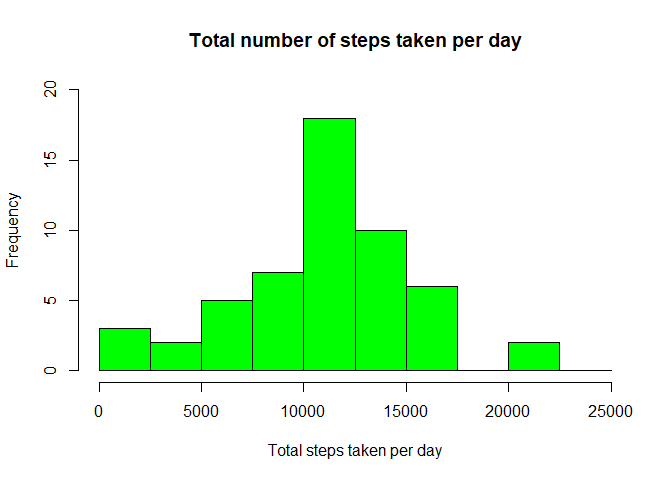 Total number of steps taken per day
20
15
10
5
0
Frequency
0 5000 10000 15000 20000 25000
Total steps taken per day